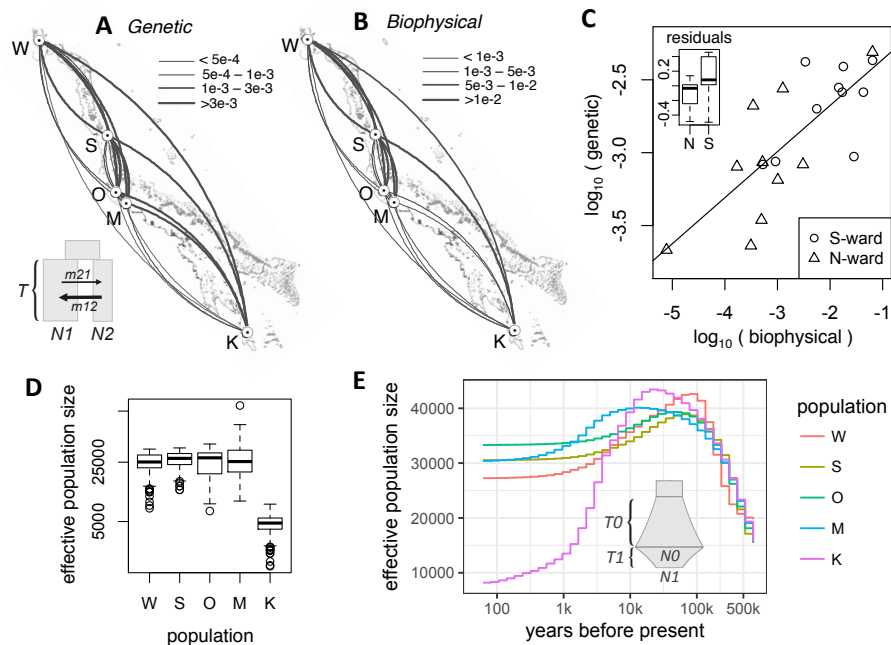 A Genetic
W
S
O
M
K
< 5e-4
5e-4 – 1e-3
1e-3 – 3e-3
>3e-3
T
m21
m12
N1 N2
B Biophysical
W
S
O
M
K
< 1e-3
1e-3 – 5e-3
5e-3 – 1e-2
>1e-2
C
residuals
0.2
-0.4
N S
-2.5
-3.0
-3.5
log10 (genetic)
S-ward
N-ward
-5 -4 -3 -2 -1
log10 ( biophysical )
D
effective population size
25000
5000
W S O M K
population
E
effective population size
40000
30000
20000
10000
T0
T1
N0
N1
100 1k 10k 100k 500k
years before present
population
W
S
O
M
K